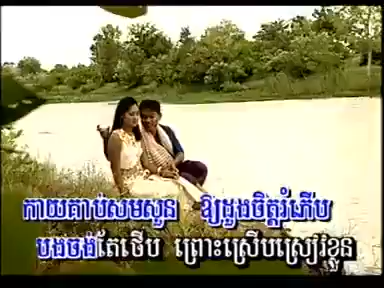 កាយគាប់សមសួន ឱ្យដួងចិត្តរំភើប
បងចង់តែថើប ព្រោះស្រើបស្រៀវខ្លួន